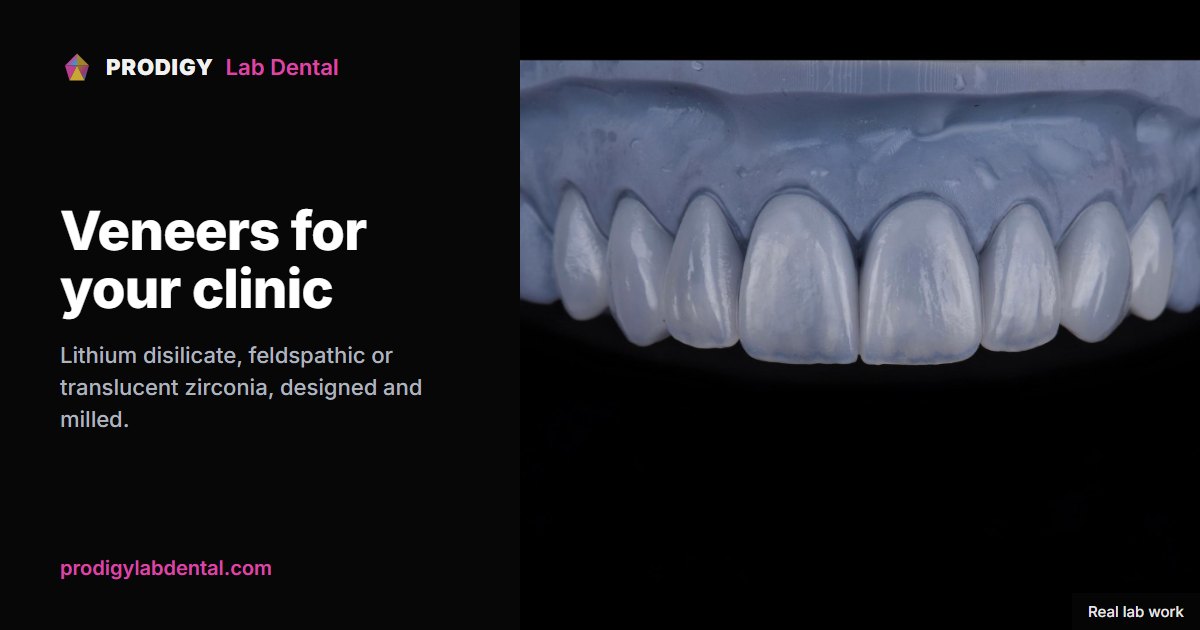 PRODIGY Lab Dental
Veneers for
your clinic
Lithium disilicate, feldspathic or
translucent zirconia, designed and
milled.
prodigylabdental.com
Real lab work